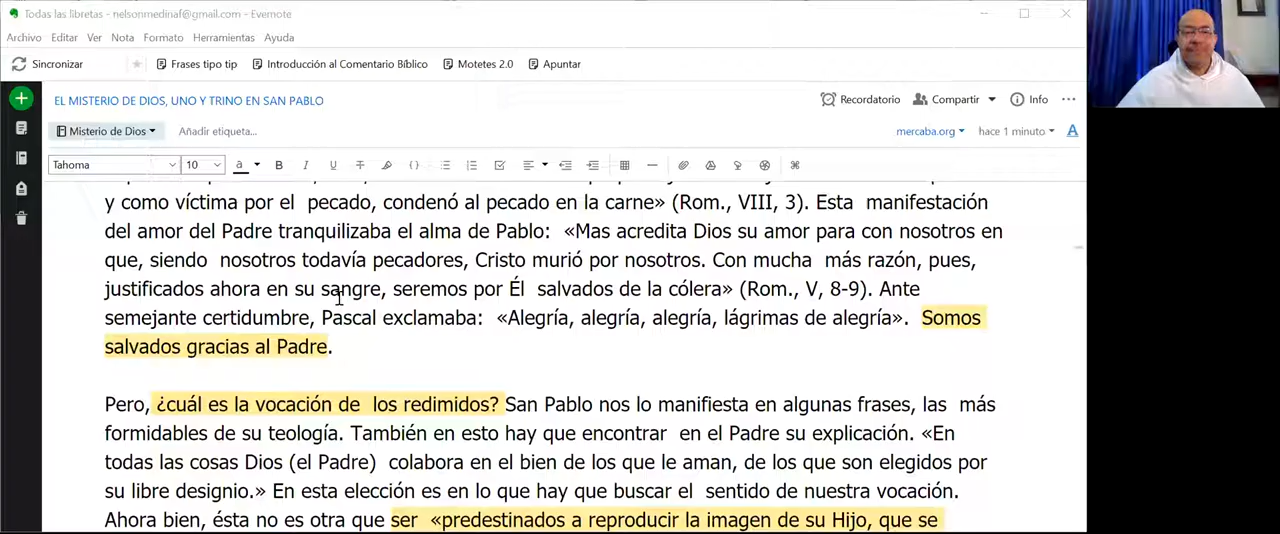 Todas las libretas - nelsonmedinaf@gmail.com - Evernote
Archivo Editar Ver Nota Formato Herramientas Ayuda
Sincronizar Frases tipo tip Introducción al Comentario Bíblico Motetes 2.0 Apuntar
EL MISTERIO DE DIOS, UNO Y TRINO EN SAN PABLO Recordatorio Compartir Info
Misterio de Dios Añadir etiqueta... mercaba.org hace 1 minuto A
Tahoma 10 a B I U
y como víctima por el pecado, condenó al pecado en la carne» (Rom., VIII, 3). Esta manifestación
del amor del Padre tranquilizaba el alma de Pablo: «Mas acredita Dios su amor para con nosotros en
que, siendo nosotros todavía pecadores, Cristo murió por nosotros. Con mucha más razón, pues,
justificados ahora en su sangre, seremos por Él salvados de la cólera» (Rom., V, 8-9). Ante
semejante certidumbre, Pascal exclamaba: «Alegría, alegría, alegría, lágrimas de alegría». Somos
salvados gracias al Padre.
Pero, ¿cuál es la vocación de los redimidos? San Pablo nos lo manifiesta en algunas frases, las más
formidables de su teología. También en esto hay que encontrar en el Padre su explicación. «En
todas las cosas Dios (el Padre) colabora en el bien de los que le aman, de los que son elegidos por
su libre designio.» En esta elección es en lo que hay que buscar el sentido de nuestra vocación.
Ahora bien, ésta no es otra que ser «predestinados a reproducir la imagen de su Hijo, que se